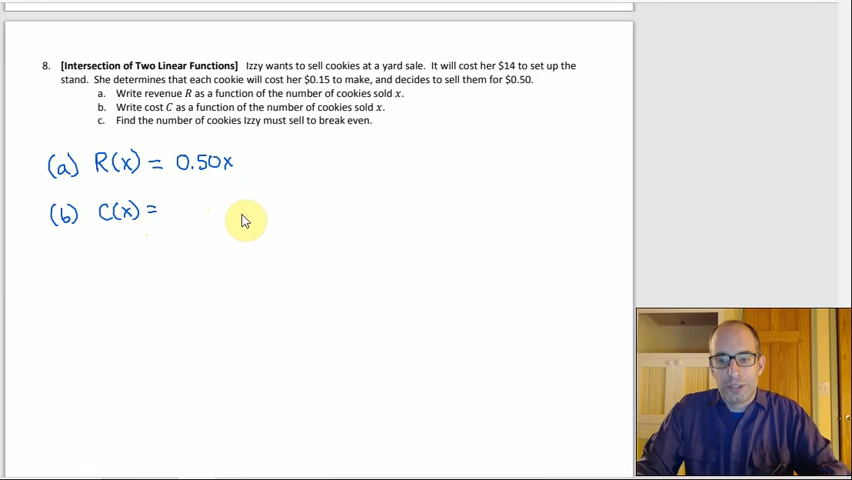 8. [Intersection of Two Linear Functions] Izzy wants to sell cookies at a yard sale. It will cost her $14 to set up the
stand. She determines that each cookie will cost her $0.15 to make, and decides to sell them for $0.50.
a. Write revenue R as a function of the number of cookies sold x.
b. Write cost C as a function of the number of cookies sold x.
c. Find the number of cookies Izzy must sell to break even.
(a) R(x) = 0.50x
(b) C(x) =